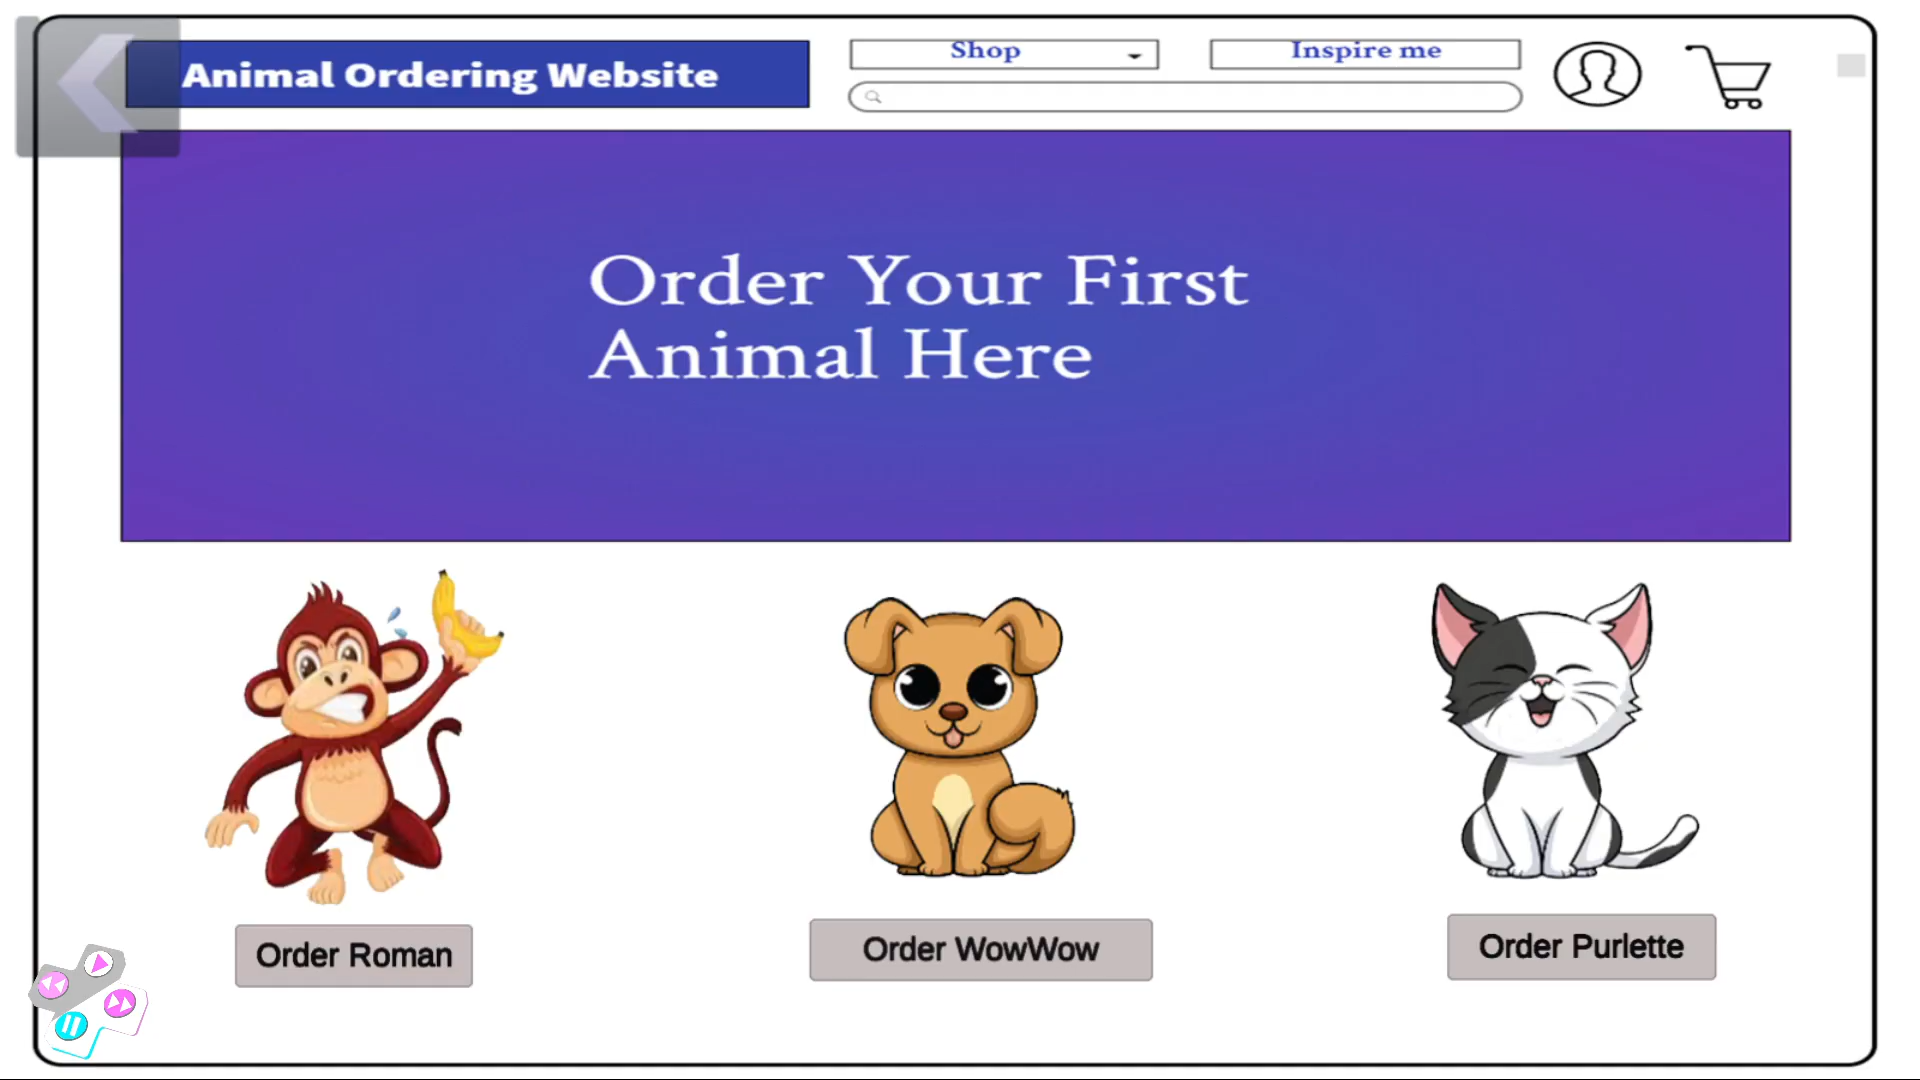 Animal Ordering Website
Shop
Inspire me
Order Your First
Animal Here
Order Roman
Order WowWow
Order Purlette